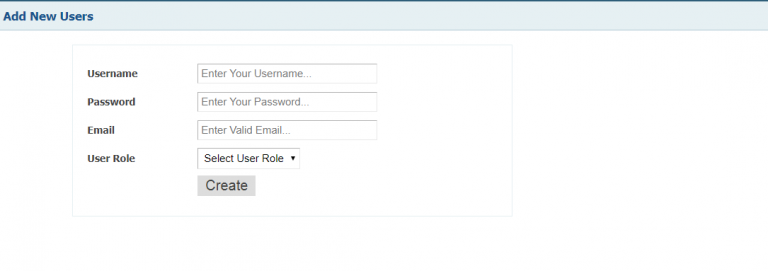 Add New Users
Username Enter Your Username...
Password Enter Your Password...
Email Enter Valid Email...
User Role Select User Role
Create